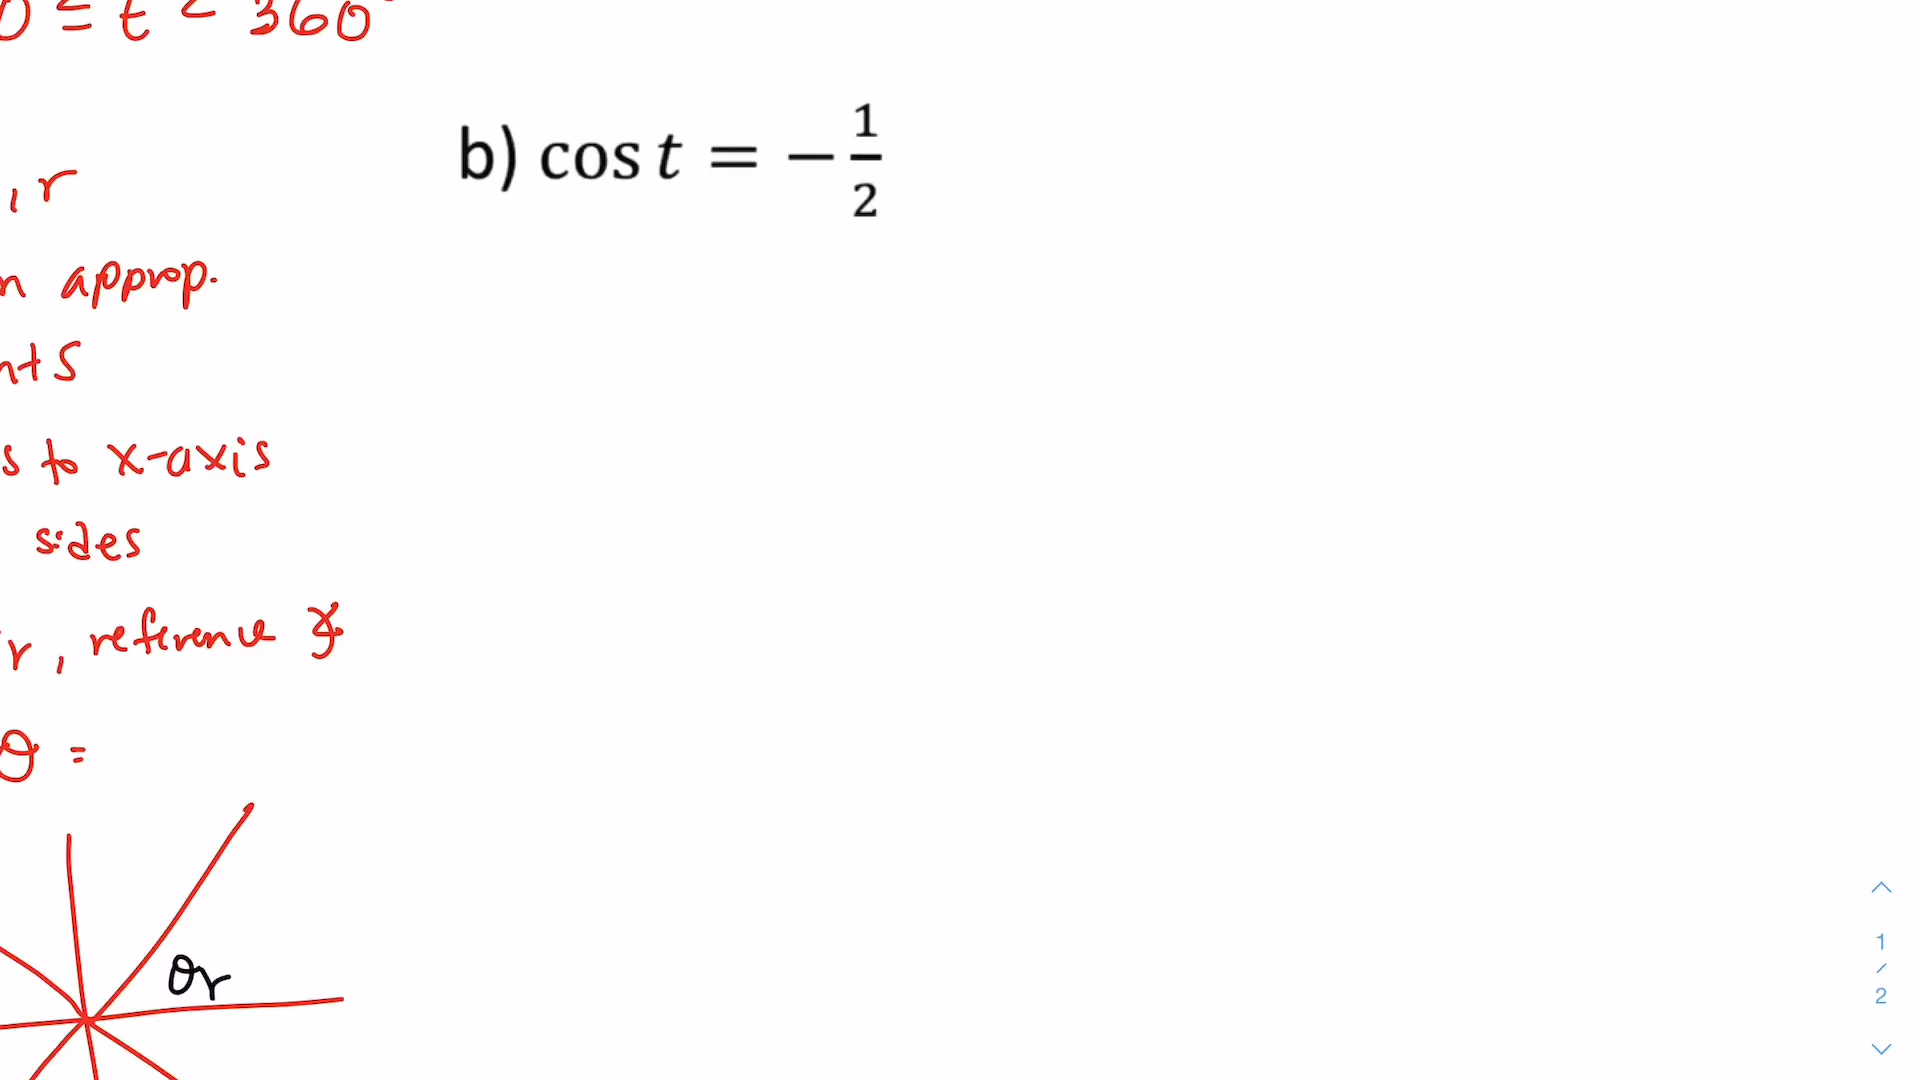 0 ≤ t < 360°
b) cos t = -1/2
, r
n approp.
nts
s to x-axis
sides
r, reference ∡
θ =
θr
1
/
2